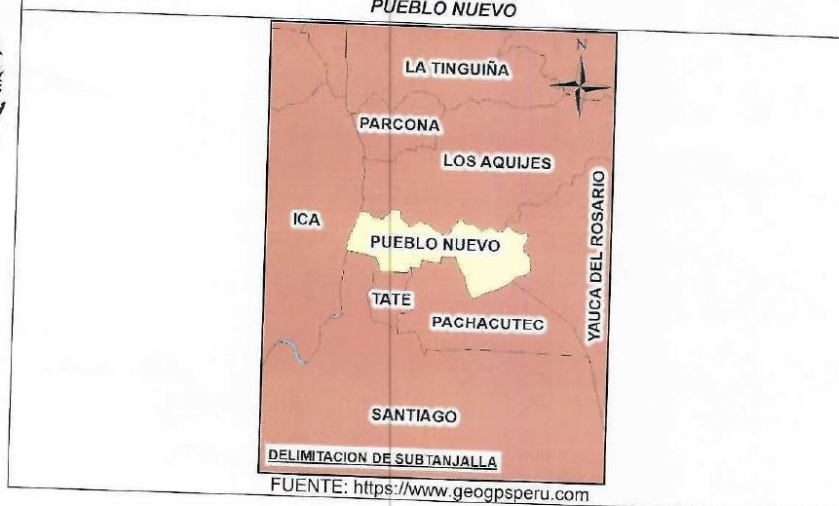 PUEBLO NUEVO
N
LA TINGUIÑA
PARCONA
LOS AQUIJES
YAUCA DEL ROSARIO
ICA
PUEBLO NUEVO
TATE
PACHACUTEC
SANTIAGO
DELIMITACION DE SUBTANJALLA
FUENTE: https://www.geogpsperu.com